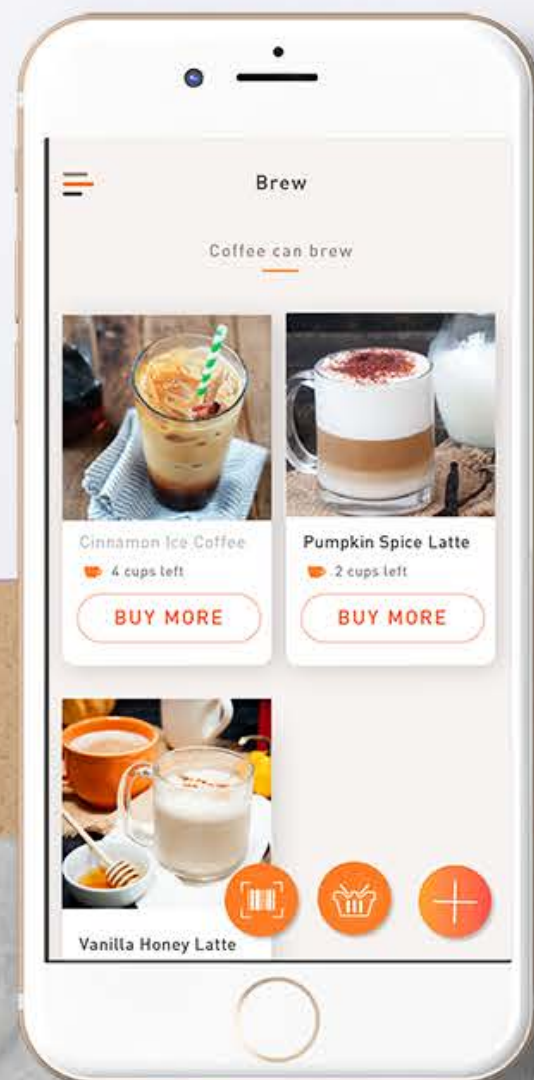 Brew
Coffee can brew
Cinnamon Ice Coffee
4 cups left
BUY MORE
Pumpkin Spice Latte
2 cups left
BUY MORE
Vanilla Honey Latte